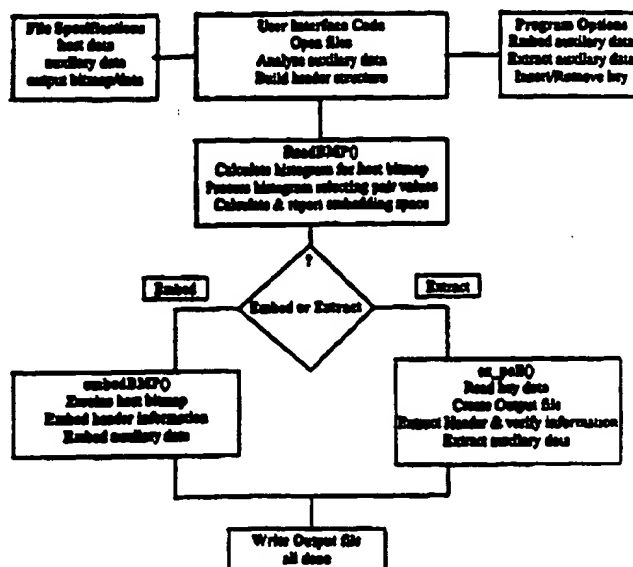 File Specifications
host data
auxiliary data
output bitmap/data
User Interface Code
Open files
Analyse auxiliary data
Build header structure
Program Options
Embed auxiliary data
Extract auxiliary data
Insert/Remove key
ReadBMP()
Calculate histogram for host bitmap
Process histogram selecting pair values
Calculate & report embedding space
?
Embed
Embed or Extract
Extract
embedBMP()
host bitmap
Embed header information
Embed auxiliary data
Read key data
Create Output file
Extract Header & verify information
Extract auxiliary data
Write Output file
all done